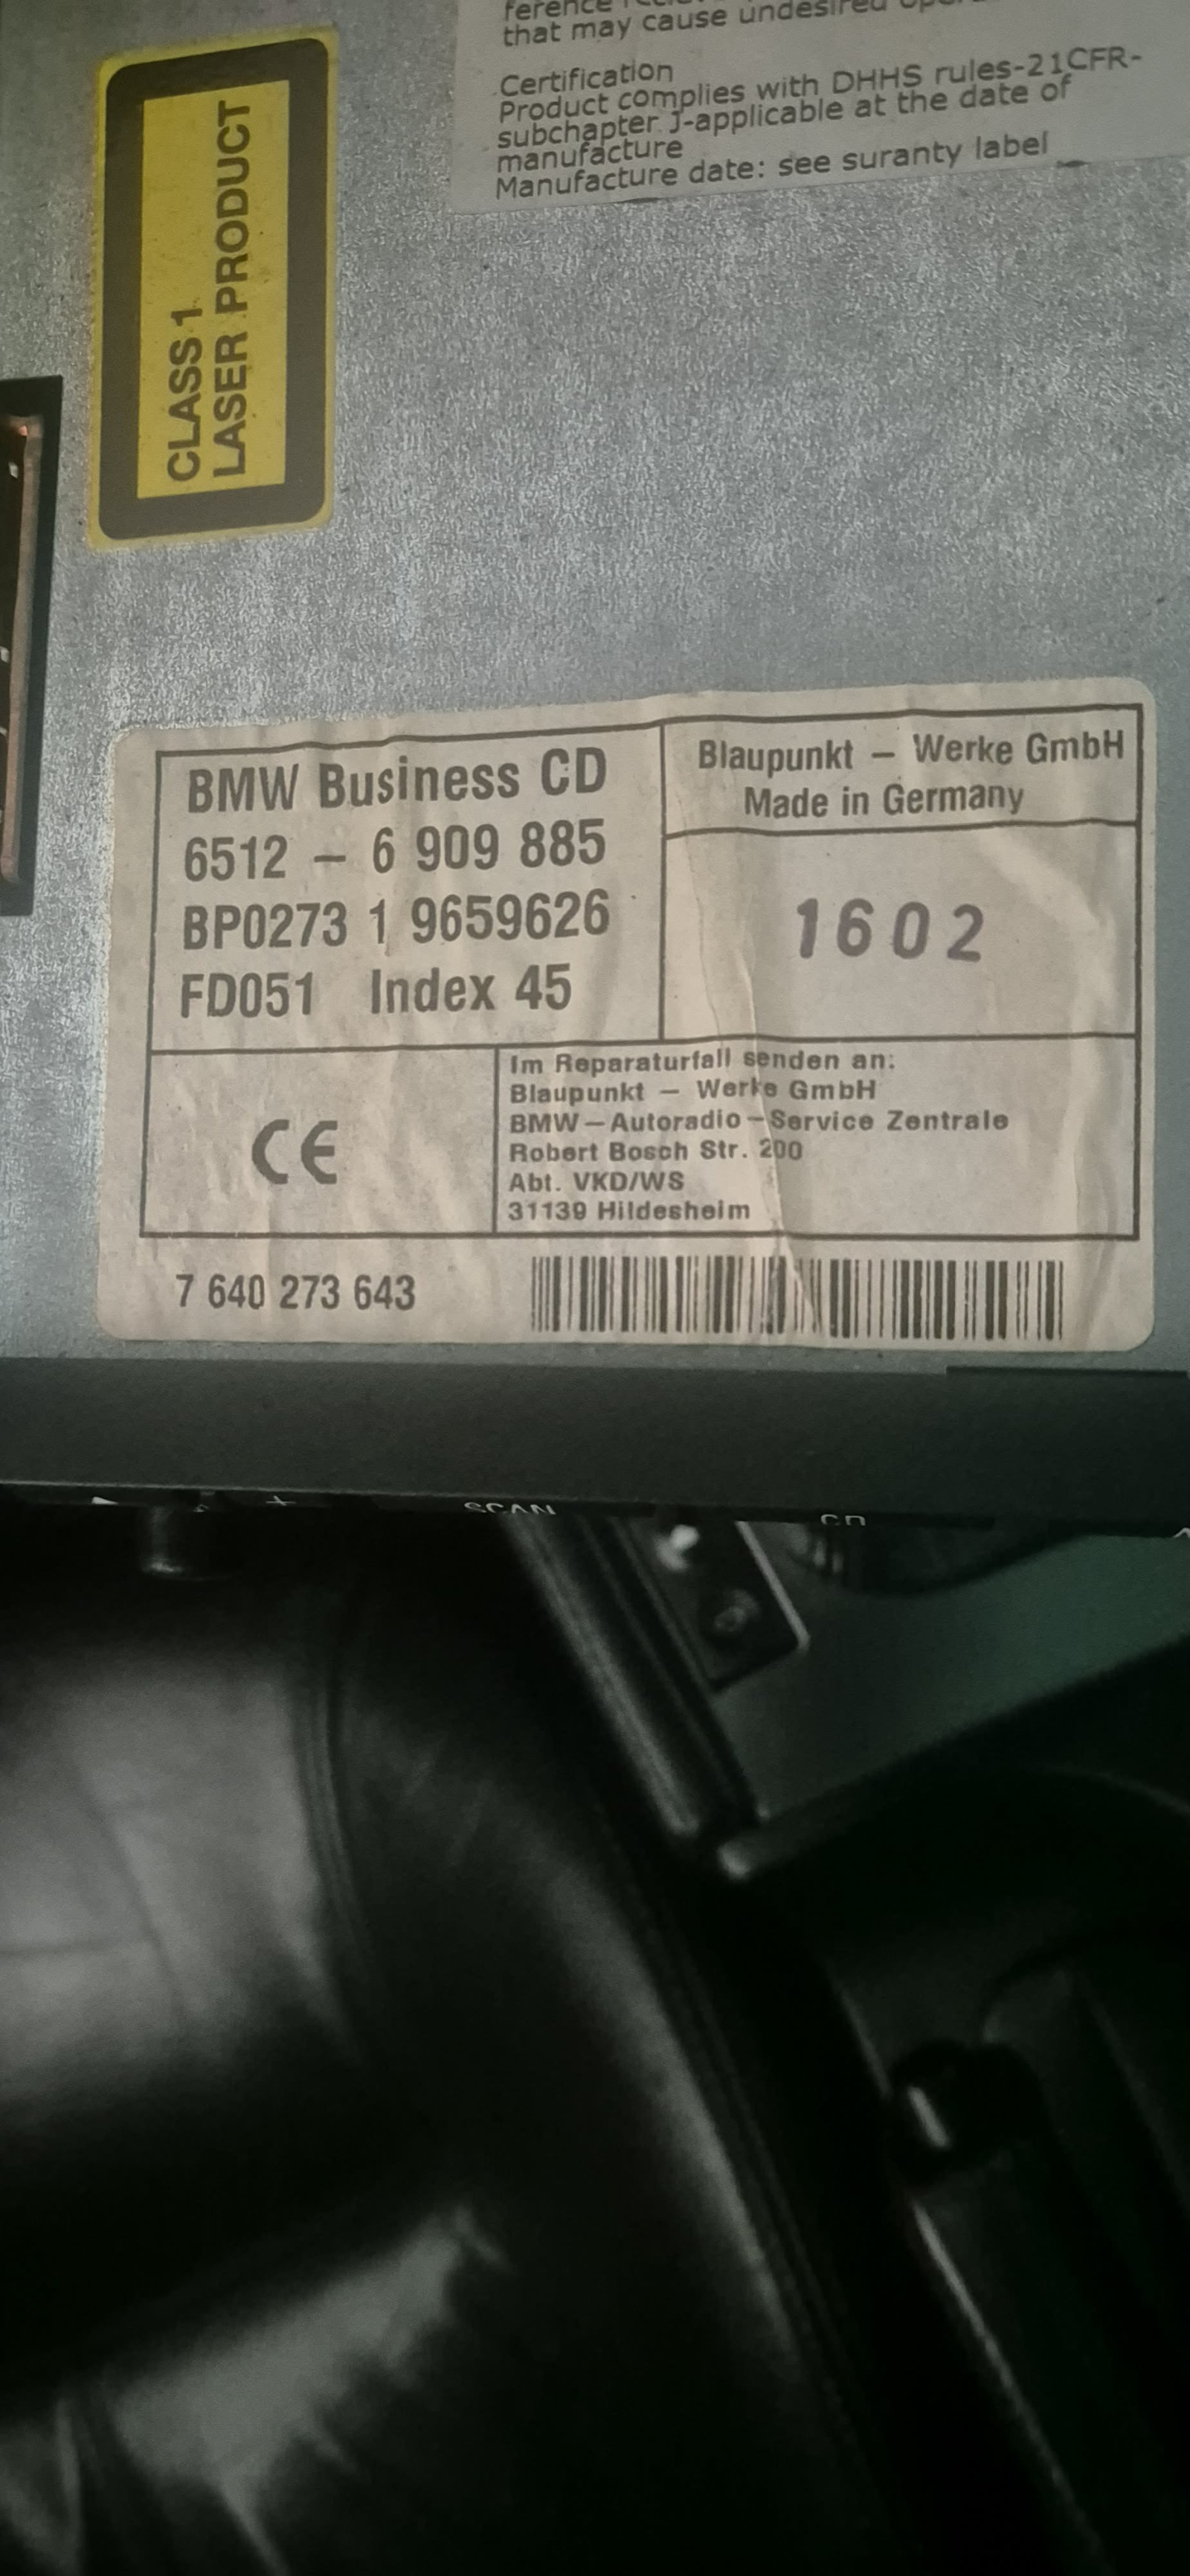 that may cause undesired
Certification
Product complies with DHHS rules-21CFR-
subchapter J-applicable at the date of
manufacture
Manufacture date: see suranty label
CLASS 1
LASER PRODUCT
BMW Business CD
6512 – 6 909 885
BP0273 1 9659626
FD051 Index 45
Blaupunkt – Werke GmbH
Made in Germany
1602
CE
Im Reparaturfall senden an:
Blaupunkt – Werke GmbH
BMW–Autoradio–Service Zentrale
Robert Bosch Str. 200
Abt. VKD/WS
31139 Hildesheim
7 640 273 643
SCAN
CD